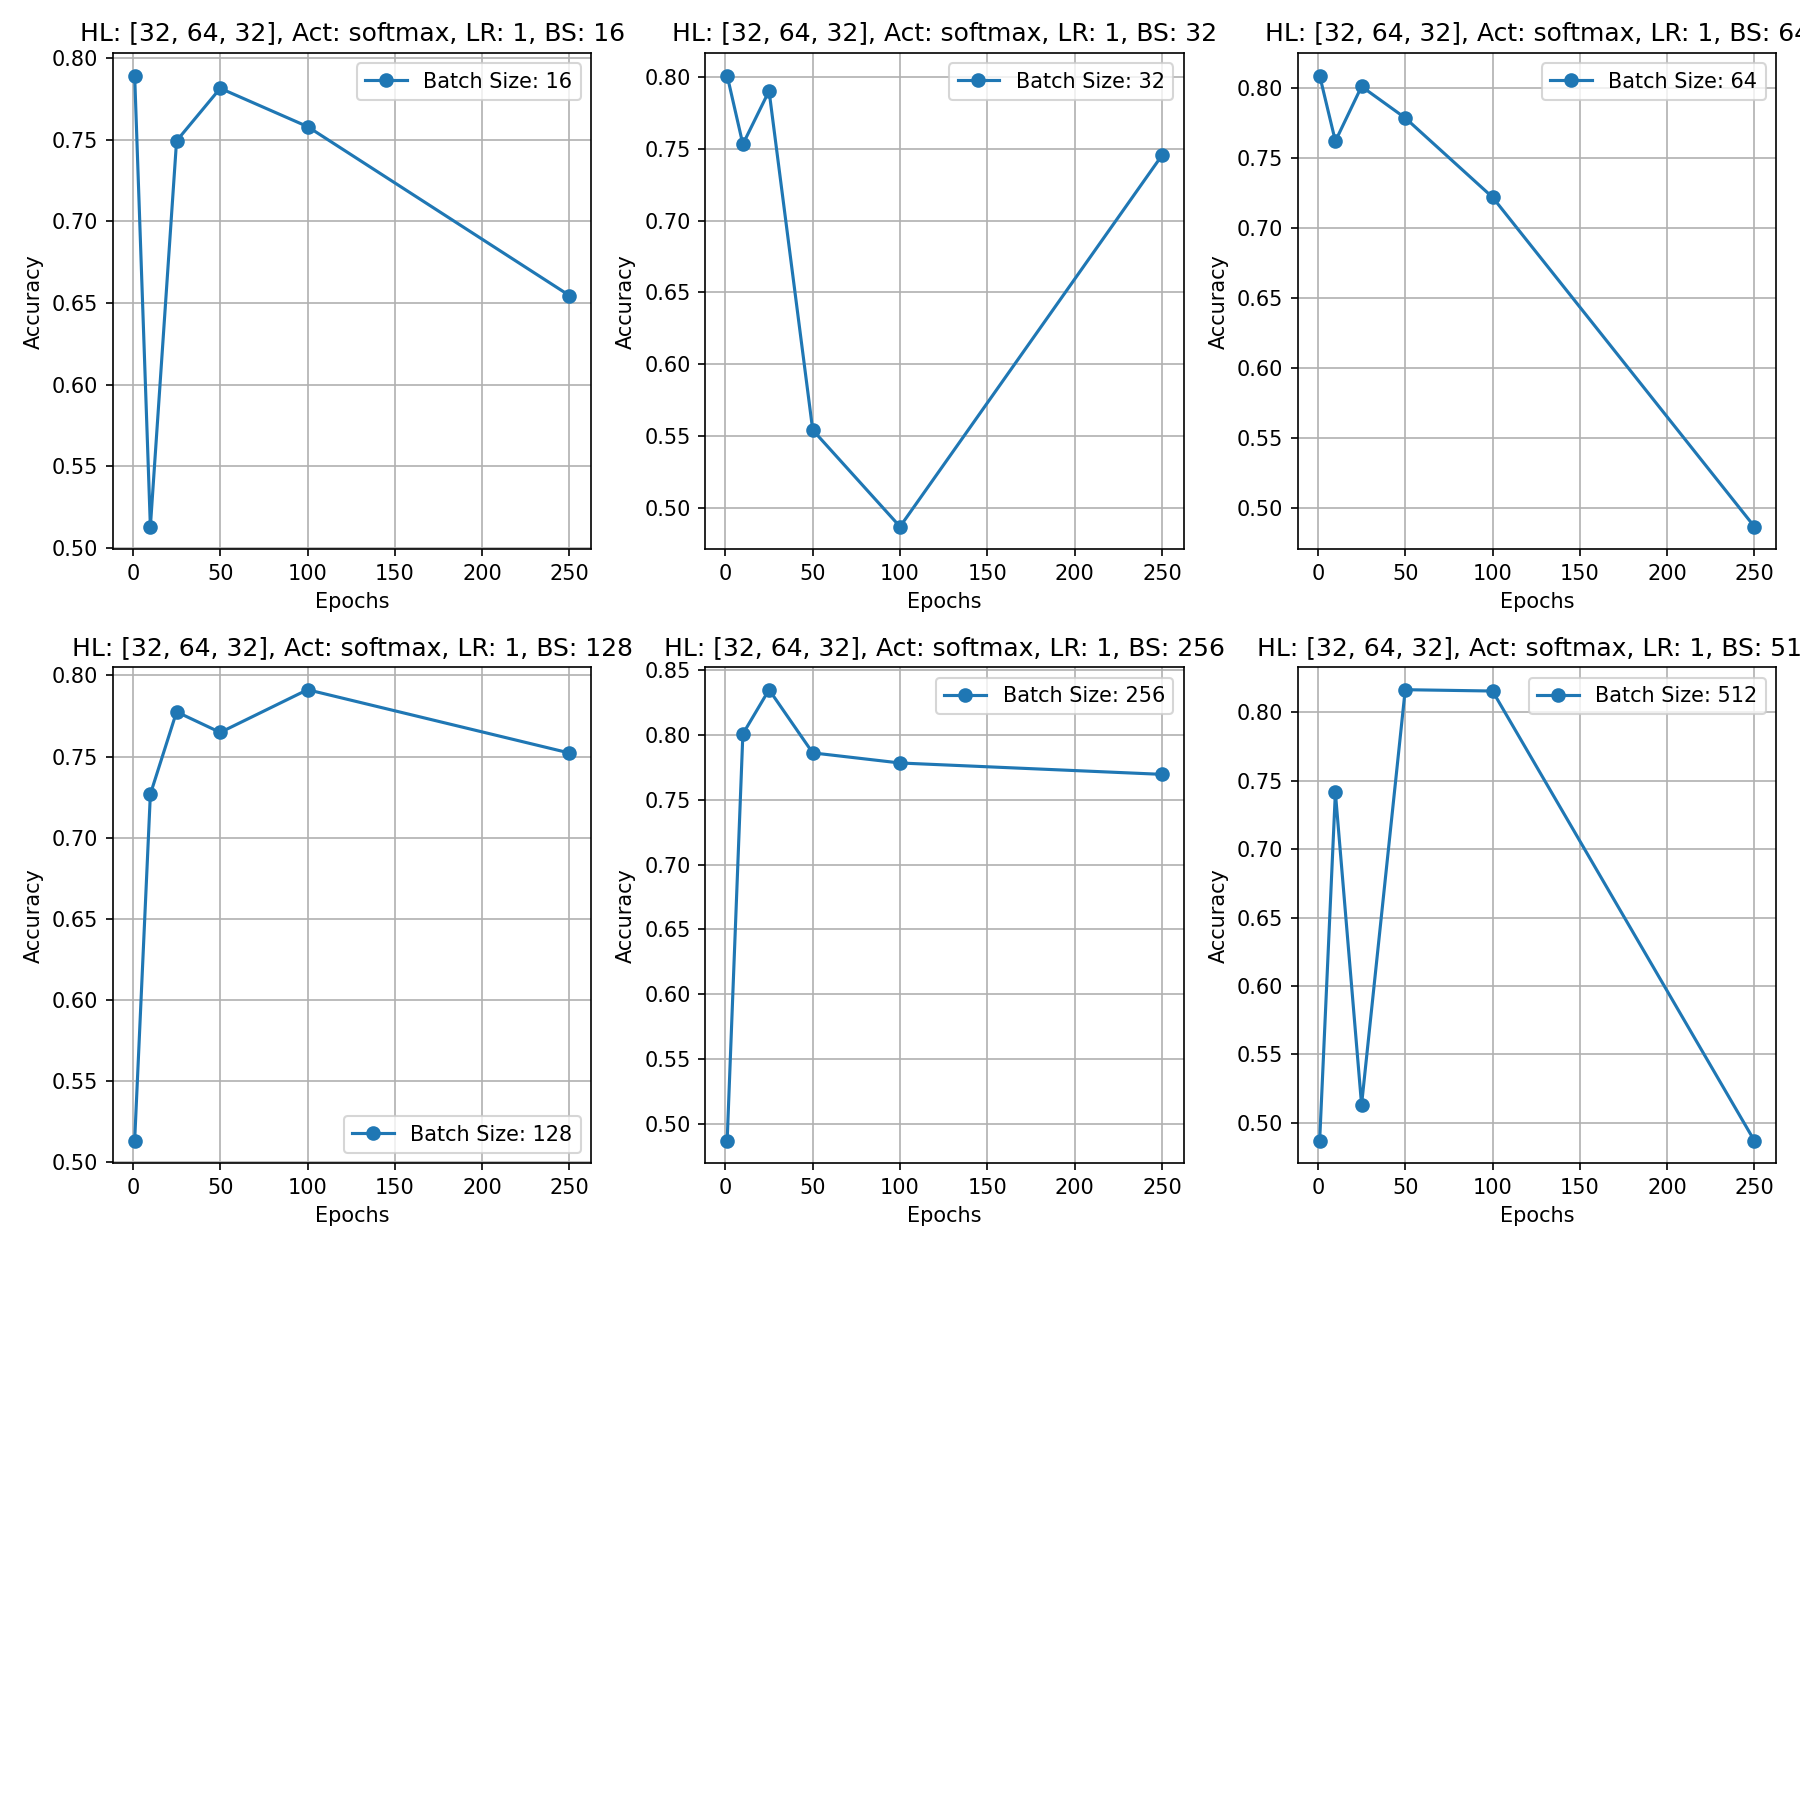 HL: [32, 64, 32], Act: softmax, LR: 1, BS: 16
Batch Size: 16
Accuracy
0.80
0.75
0.70
0.65
0.60
0.55
0.50
0 50 100 150 200 250
Epochs
HL: [32, 64, 32], Act: softmax, LR: 1, BS: 32
Batch Size: 32
Accuracy
0.80
0.75
0.70
0.65
0.60
0.55
0.50
0 50 100 150 200 250
Epochs
HL: [32, 64, 32], Act: softmax, LR: 1, BS: 64
Batch Size: 64
Accuracy
0.80
0.75
0.70
0.65
0.60
0.55
0.50
0 50 100 150 200 250
Epochs
HL: [32, 64, 32], Act: softmax, LR: 1, BS: 128
Accuracy
0.80
0.75
0.70
0.65
0.60
0.55
0.50
Batch Size: 128
0 50 100 150 200 250
Epochs
HL: [32, 64, 32], Act: softmax, LR: 1, BS: 256
Batch Size: 256
Accuracy
0.85
0.80
0.75
0.70
0.65
0.60
0.55
0.50
0 50 100 150 200 250
Epochs
HL: [32, 64, 32], Act: softmax, LR: 1, BS: 51
Batch Size: 512
Accuracy
0.80
0.75
0.70
0.65
0.60
0.55
0.50
0 50 100 150 200 250
Epochs